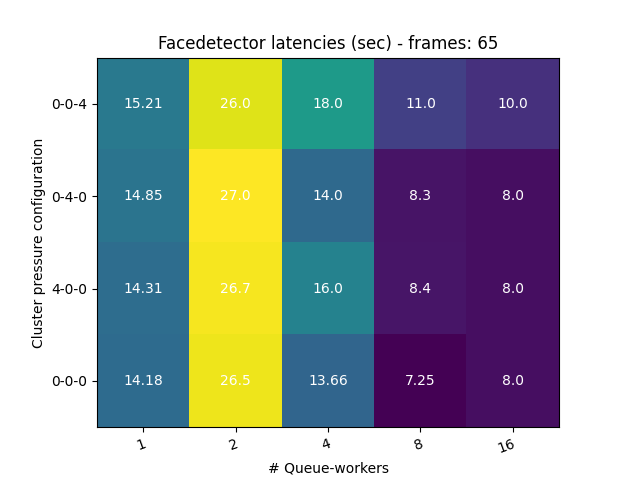 Facedetector latencies (sec) - frames: 65
Cluster pressure configuration
0-0-4 15.21 26.0 18.0 11.0 10.0
0-4-0 14.85 27.0 14.0 8.3 8.0
4-0-0 14.31 26.7 16.0 8.4 8.0
0-0-0 14.18 26.5 13.66 7.25 8.0
1 2 4 8 16
# Queue-workers